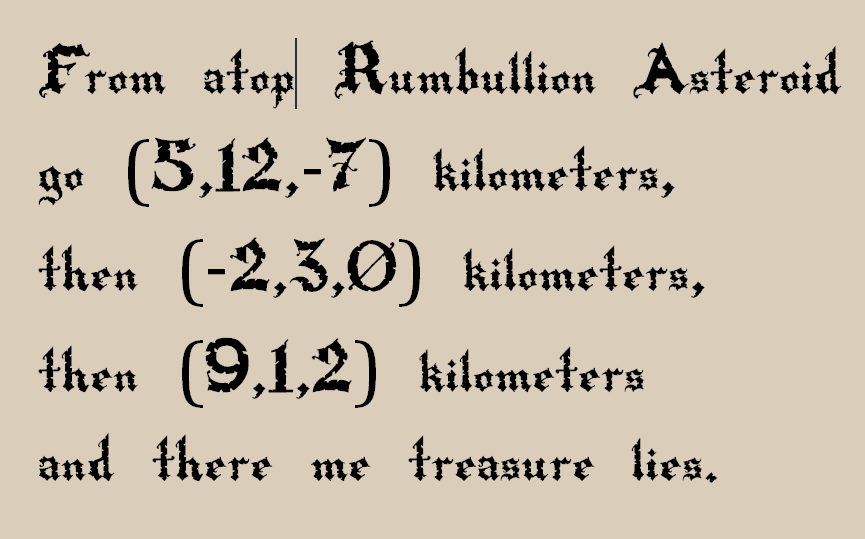 From atop Rumbullion Asteroid
go (5,12,-7) kilometers,
then (-2,3,0) kilometers,
then (9,1,2) kilometers
and there me treasure lies.